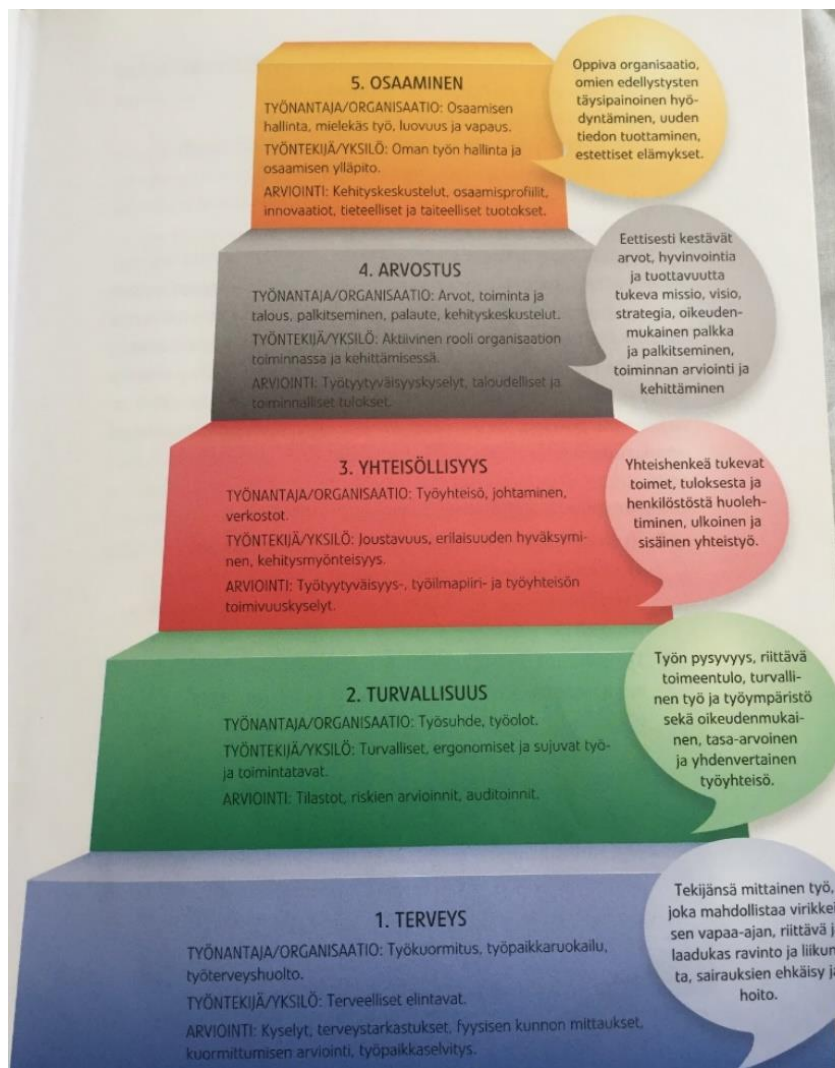 5. OSAAMINEN
TYÖNANTAJA/ORGANISAATIO: Osaamisen
hallinta, mielekäs työ, luovuus ja vapaus.
TYÖNTEKIJÄ/YKSILÖ: Oman työn hallinta ja
osaamisen ylläpito.
ARVIOINTI: Kehityskeskustelut, osaamisprofiilit,
innovaatiot, tieteelliset ja taiteelliset tuotokset.
Oppiva organisaatio,
omien edellytysten
täysipainoinen hyö-
dyntäminen, uuden
tiedon tuottaminen,
estettiset elämykset.
4. ARVOSTUS
TYÖNANTAJA/ORGANISAATIO: Arvot, toiminta ja
talous, palkitseminen, palaute, kehityskeskustelut.
TYÖNTEKIJÄ/YKSILÖ: Aktiivinen rooli organisaation
toiminnassa ja kehittämisessä.
ARVIOINTI: Työtyytyväisyyskyselyt, taloudelliset ja
toiminnalliset tulokset.
Eettisesti kestävät
arvot, hyvinvointia
ja tuottavuutta
tukeva missio, visio,
strategia, oikeuden-
mukainen palkka
ja palkitseminen,
toiminnan arviointi ja
kehittäminen
3. YHTEISÖLLISYYS
TYÖNANTAJA/ORGANISAATIO: Työyhteisö, johtaminen,
verkostot.
TYÖNTEKIJÄ/YKSILÖ: Joustavuus, erilaisuuden hyväksymi-
nen, kehitysmyönteisyys.
ARVIOINTI: Työtyytyväisyys-, työilmapiiri- ja työyhteisön
toimivuuskyselyt.
Yhteishenkeä tukevat
toimet, tuloksesta ja
henkilöstöstä huoleh-
timinen, ulkoinen ja
sisäinen yhteistyö.
2. TURVALLISUUS
TYÖNANTAJA/ORGANISAATIO: Työsuhde, työolot.
TYÖNTEKIJÄ/YKSILÖ: Turvalliset, ergonomiset ja sujuvat työ-
ja toimintatavat.
ARVIOINTI: Tilastot, riskien arvioinnit, auditoinnit.
Työn pysyvyys, riittävä
toimeentulo, turvalli-
nen työ ja työympäristö
sekä oikeudenmukai-
nen, tasa-arvoinen
ja yhdenvertainen
työyhteisö.
1. TERVEYS
TYÖNANTAJA/ORGANISAATIO: Työkuormitus, työpaikkaruokailu,
työterveyshuolto.
TYÖNTEKIJÄ/YKSILÖ: Terveelliset elintavat.
ARVIOINTI: Kyselyt, terveystarkastukset, fyysisen kunnon mittaukset,
kuormittumisen arviointi, työpaikkaselvitys.
Tekijänsä mittainen työ,
joka mahdollistaa virikkei
sen vapaa-ajan, riittävä j
laadukas ravinto ja liikun
ta, sairauksien ehkäisy ja
hoito.